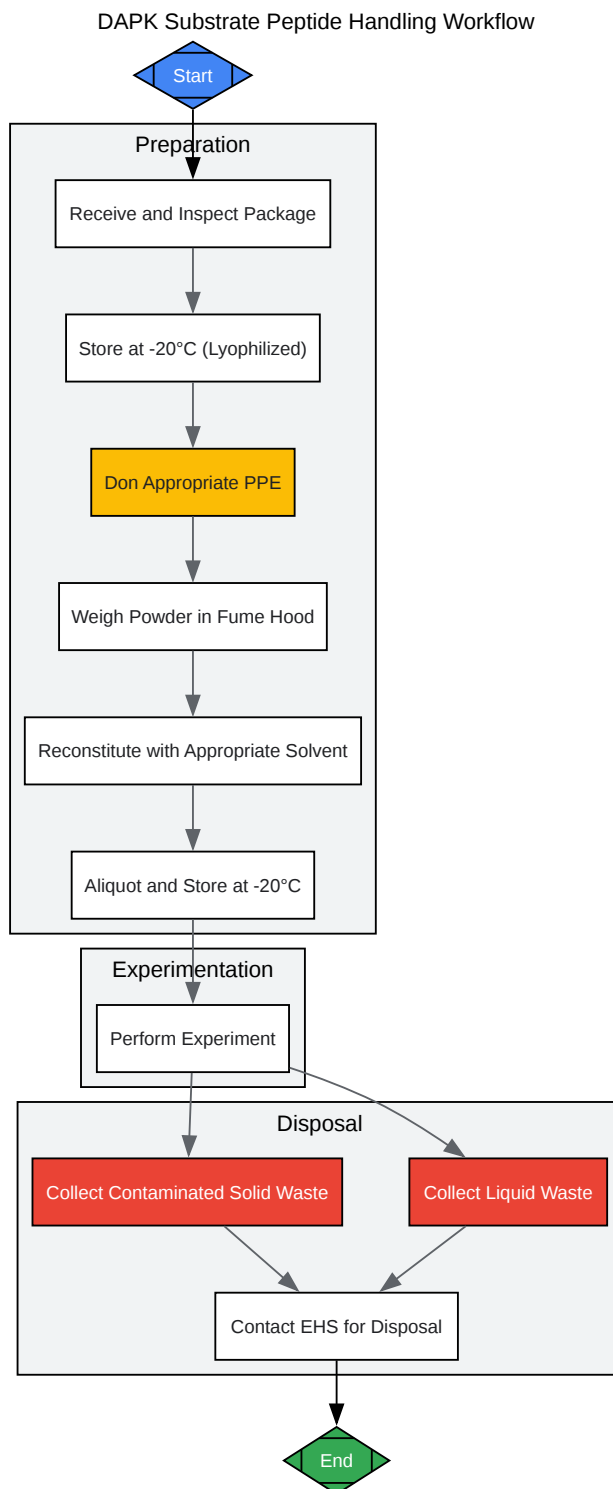 DAPK Substrate Peptide Handling Workflow
Start
Preparation
Receive and Inspect Package
Store at -20°C (Lyophilized)
Don Appropriate PPE
Weigh Powder in Fume Hood
Reconstitute with Appropriate Solvent
Aliquot and Store at -20°C
Experimentation
Perform Experiment
Disposal
Collect Contaminated Solid Waste
Collect Liquid Waste
Contact EHS for Disposal
End